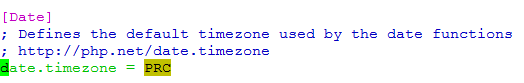 [Date]
; Defines the default timezone used by the date functions
; http://php.net/date.timezone
date.timezone = PRC